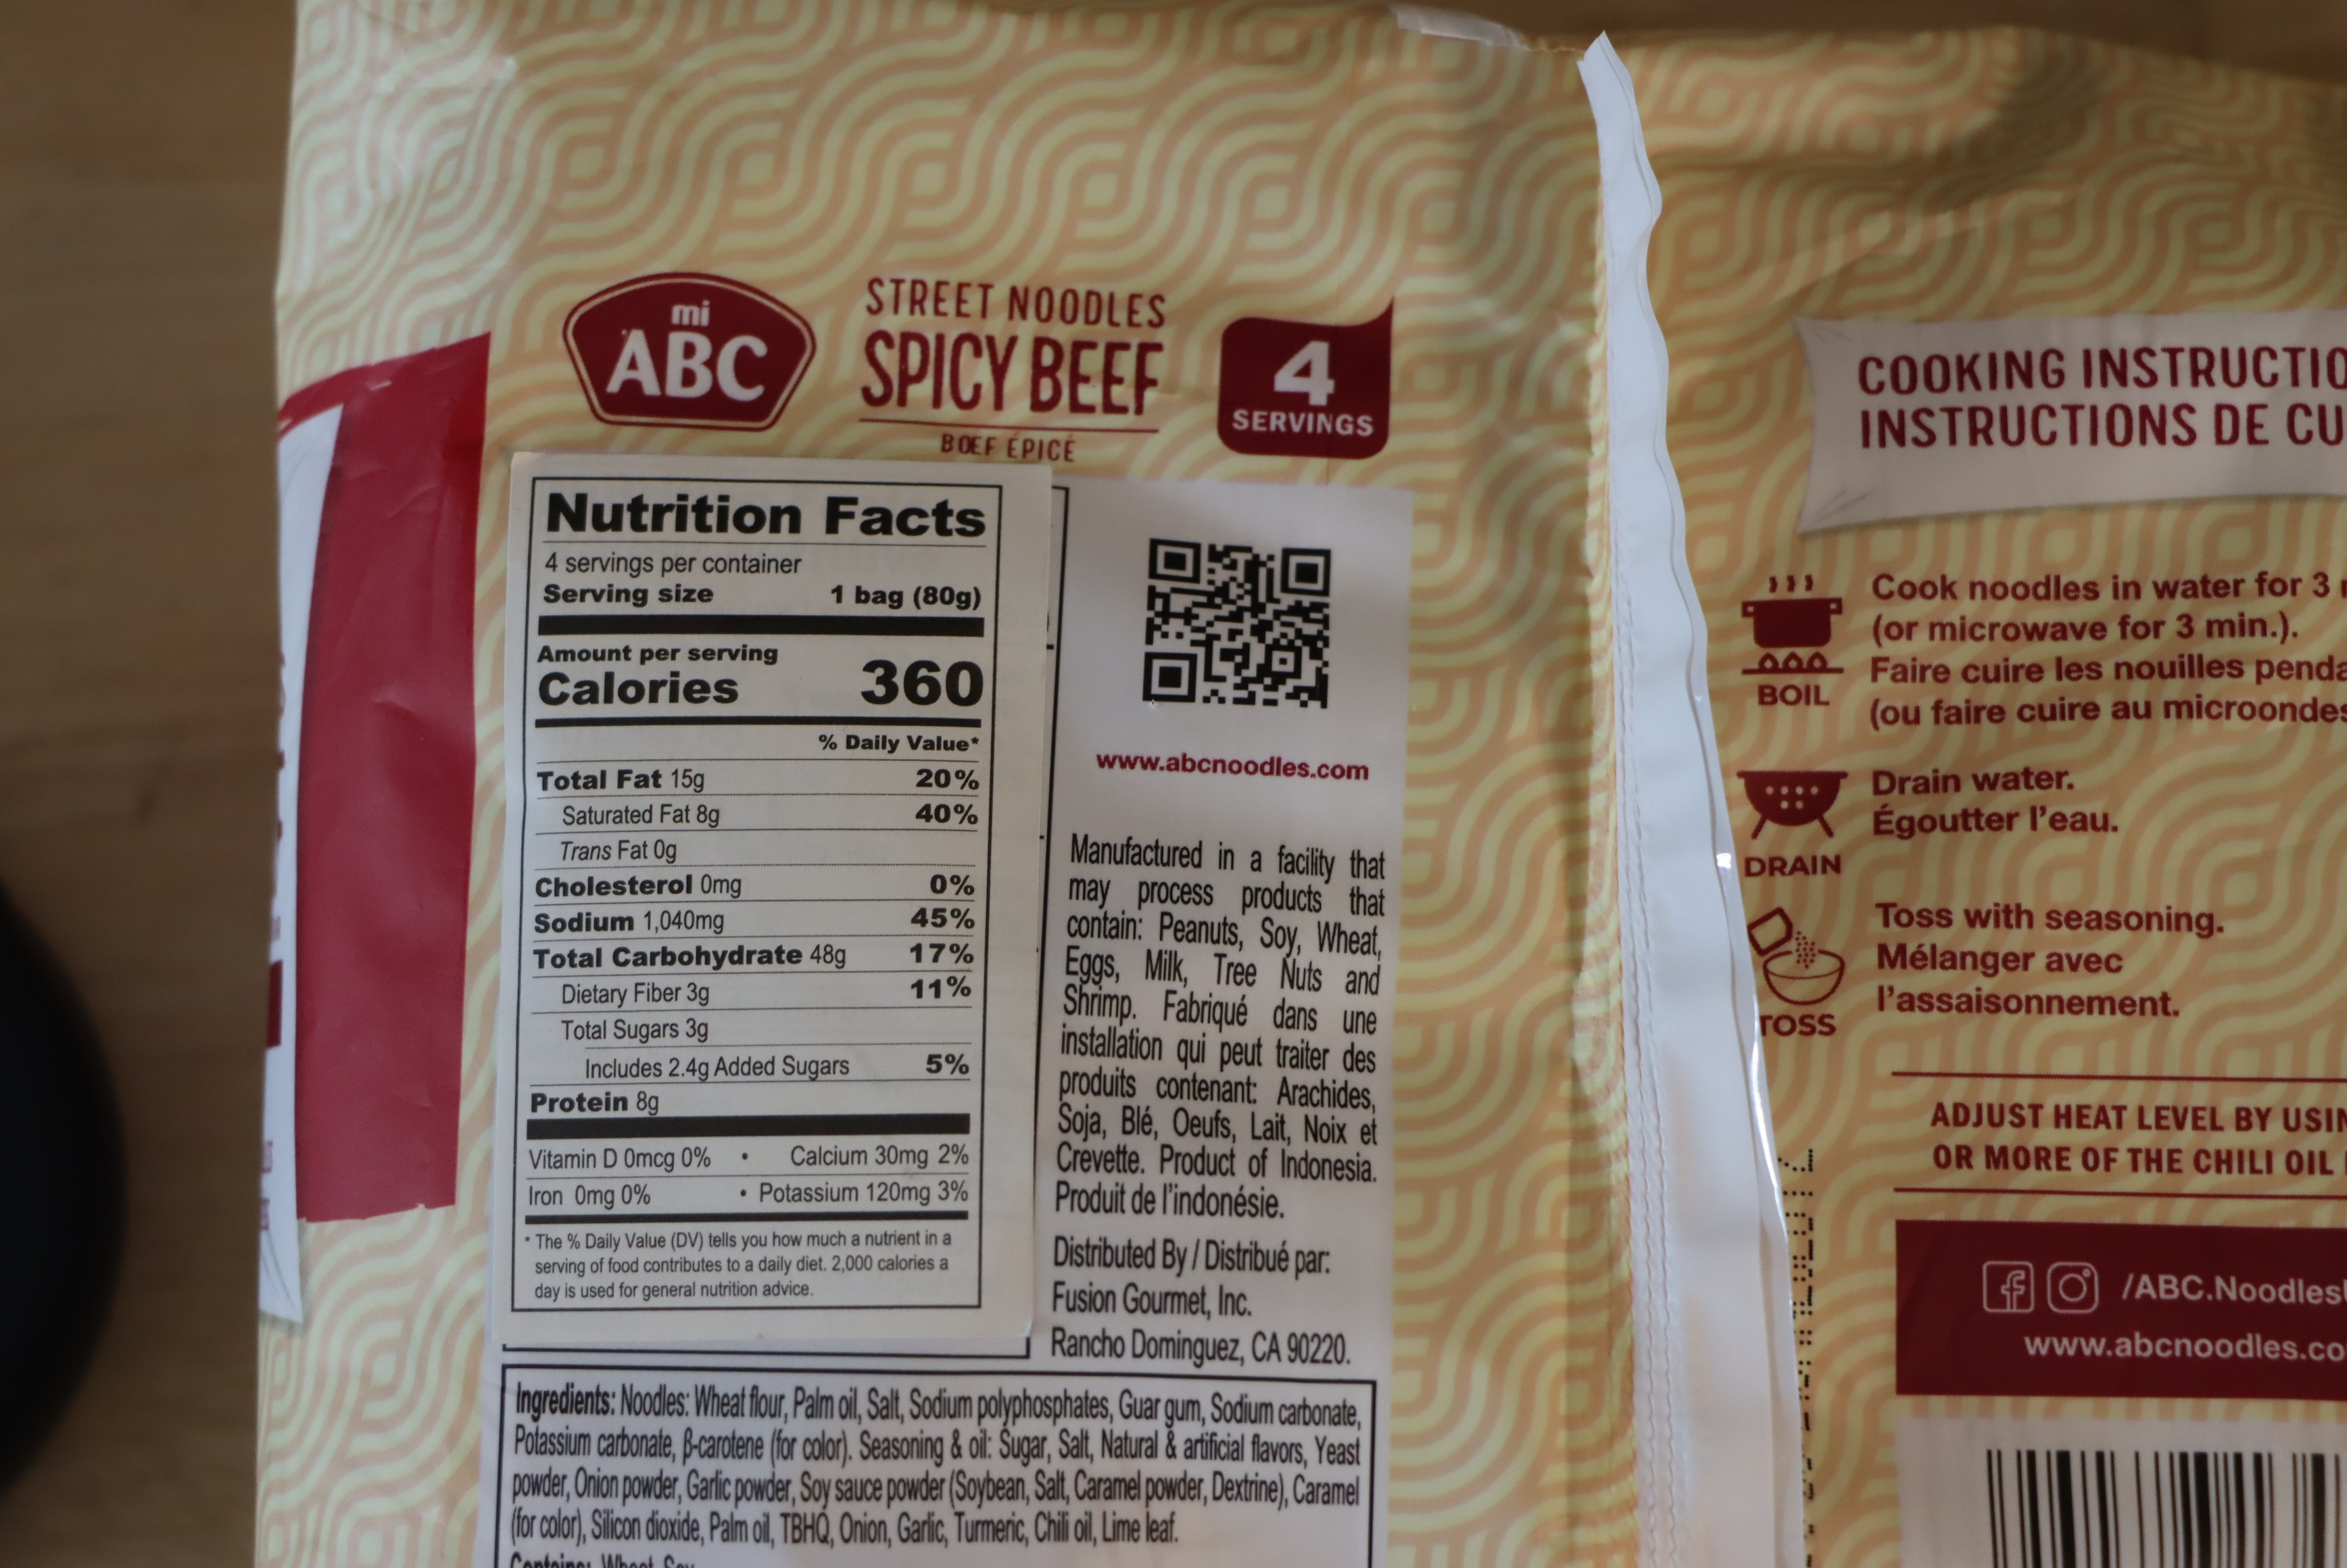 mi
ABC
STREET NOODLES
SPICY BEEF
BOEF ÉPICÉ
4
SERVINGS
Nutrition Facts
4 servings per container
Serving size 1 bag (80g)
Amount per serving
Calories 360
% Daily Value*
Total Fat 15g 20%
Saturated Fat 8g 40%
Trans Fat 0g
Cholesterol 0mg 0%
Sodium 1,040mg 45%
Total Carbohydrate 48g 17%
Dietary Fiber 3g 11%
Total Sugars 3g
Includes 2.4g Added Sugars 5%
Protein 8g
Vitamin D 0mcg 0% • Calcium 30mg 2%
Iron 0mg 0% • Potassium 120mg 3%
* The % Daily Value (DV) tells you how much a nutrient in a
serving of food contributes to a daily diet. 2,000 calories a
day is used for general nutrition advice.
www.abcnoodles.com
Manufactured in a facility that
may process products that
contain: Peanuts, Soy, Wheat,
Eggs, Milk, Tree Nuts and
Shrimp. Fabriqué dans une
installation qui peut traiter des
produits contenant: Arachides,
Soja, Blé, Oeufs, Lait, Noix et
Crevette. Product of Indonesia.
Produit de l'indonésie.
Distributed By / Distribué par:
Fusion Gourmet, Inc.
Rancho Dominguez, CA 90220.
Ingredients: Noodles: Wheat flour, Palm oil, Salt, Sodium polyphosphates, Guar gum, Sodium carbonate,
Potassium carbonate, β-carotene (for color). Seasoning & oil: Sugar, Salt, Natural & artificial flavors, Yeast
powder, Onion powder, Garlic powder, Soy sauce powder (Soybean, Salt, Caramel powder, Dextrine), Caramel
(for color), Silicon dioxide, Palm oil, TBHQ, Onion, Garlic, Turmeric, Chili oil, Lime leaf.
Contains: Wheat, Soy
COOKING INSTRUCTIO
INSTRUCTIONS DE CU
BOIL
Cook noodles in water for 3
(or microwave for 3 min.).
Faire cuire les nouilles penda
(ou faire cuire au microondes
DRAIN
Drain water.
Égoutter l'eau.
TOSS
Toss with seasoning.
Mélanger avec
l'assaisonnement.
ADJUST HEAT LEVEL BY USIN
OR MORE OF THE CHILI OIL
/ABC.Noodles
www.abcnoodles.co